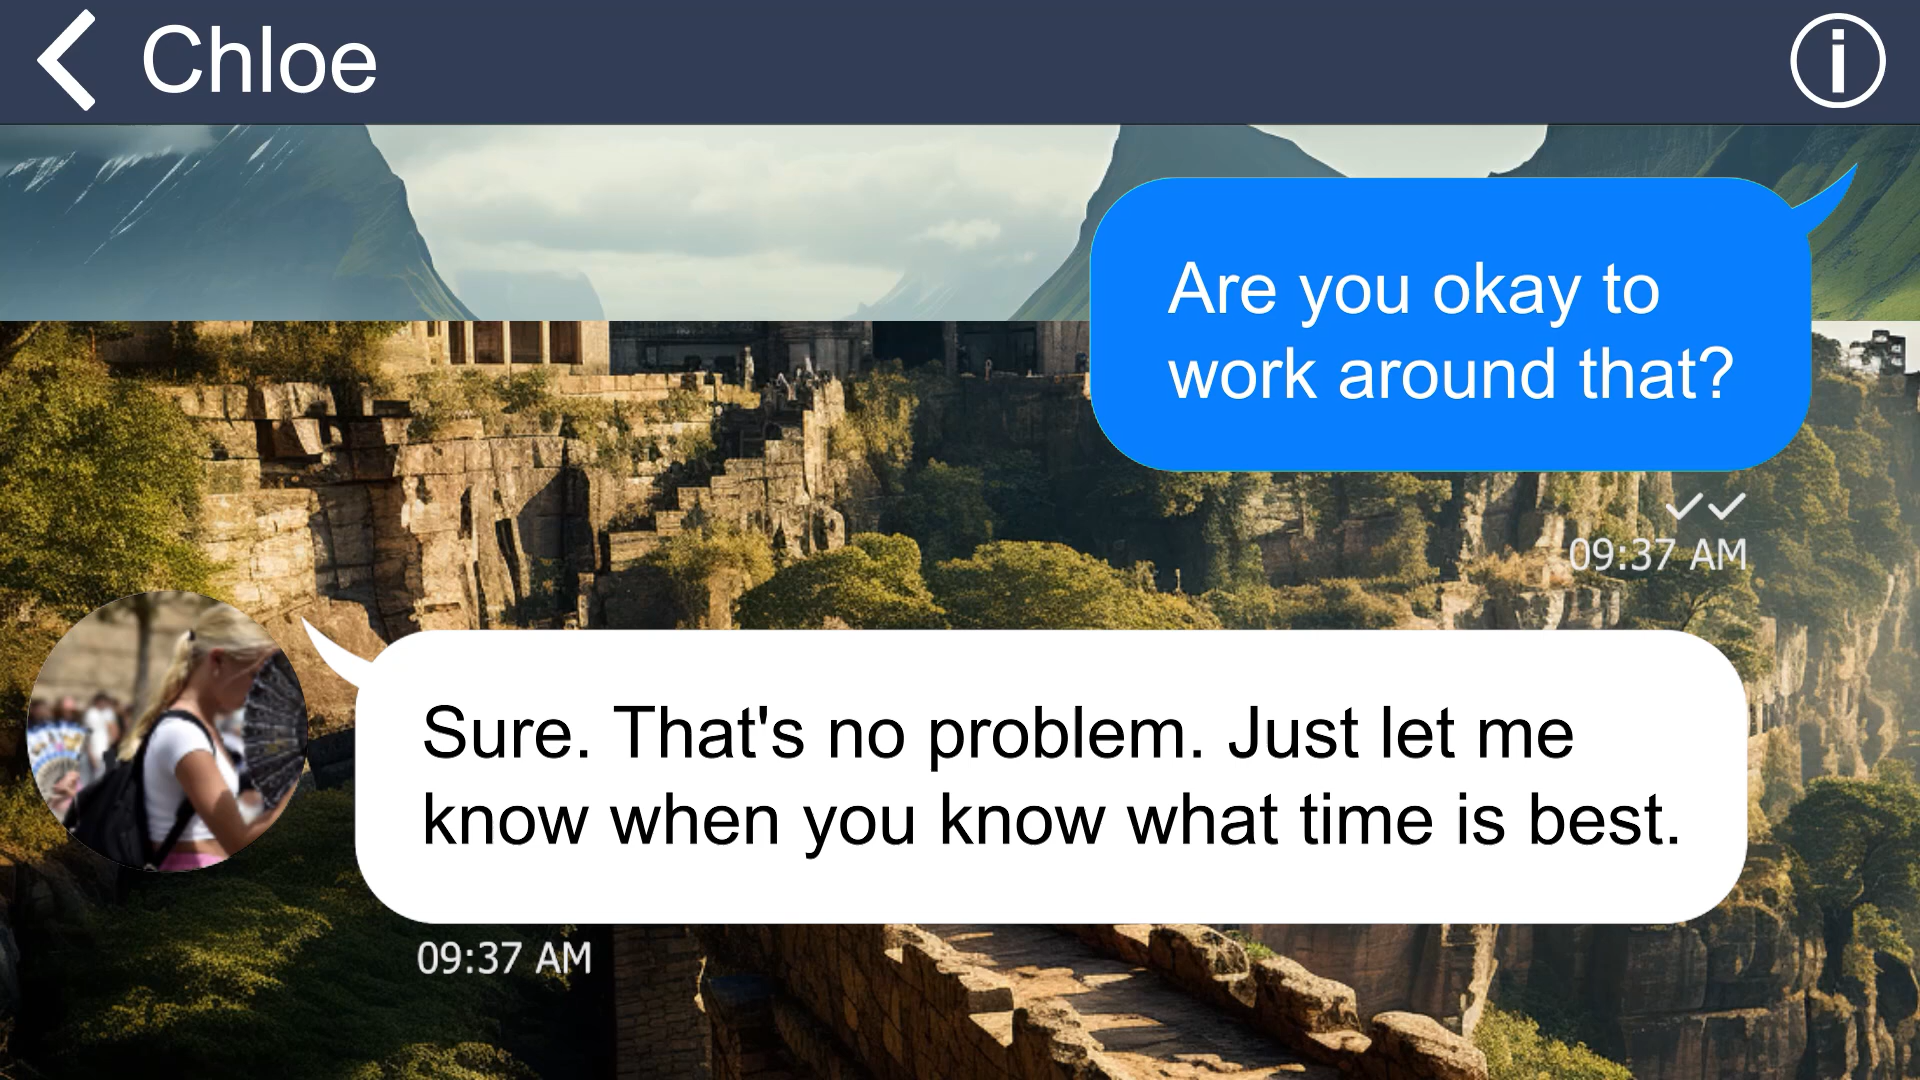 Chloe
Are you okay to
work around that?
09:37 AM
Sure. That's no problem. Just let me
know when you know what time is best.
09:37 AM